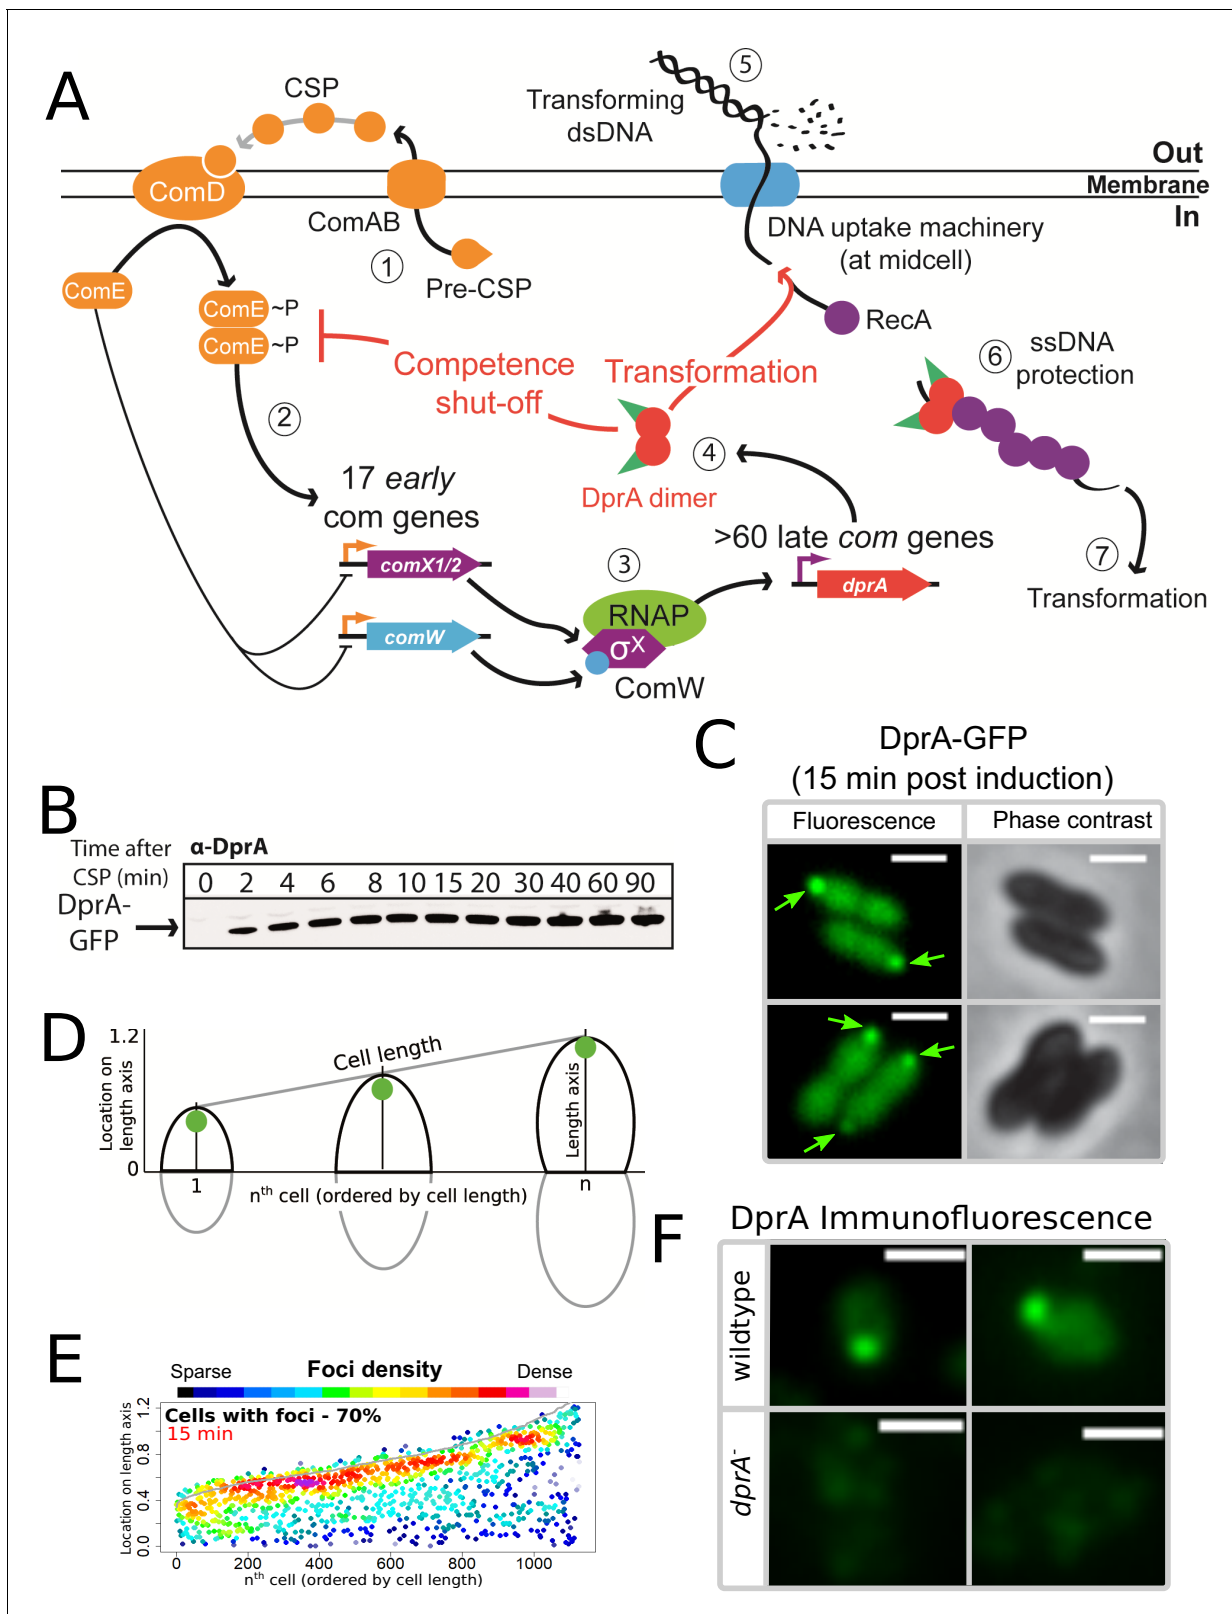 A
CSP
Transforming
dsDNA
5
Out
Membrane
In
ComD
ComAB
1
Pre-CSP
DNA uptake machinery
(at midcell)
ComE
ComE ~P
ComE ~P
RecA
6
ssDNA
protection
Competence
shut-off
Transformation
2
4
17 early
com genes
DprA dimer
>60 late com genes
7
comX1/2
3
dprA
Transformation
RNAP
comW
σX
ComW
C
DprA-GFP
(15 min post induction)
Fluorescence
Phase contrast
B
Time after
CSP (min)
α-DprA
0 2 4 6 8 10 15 20 30 40 60 90
DprA-
GFP
D
1.2
Location on
length axis
0
Cell length
Length axis
1
nth cell (ordered by cell length)
n
F
DprA Immunofluorescence
wildtype
dprA-
E
Sparse
Foci density
Dense
Cells with foci - 70%
15 min
Location on length axis
1.2
0.8
0.4
0.0
0 200 400 600 800 1000
nth cell (ordered by cell length)